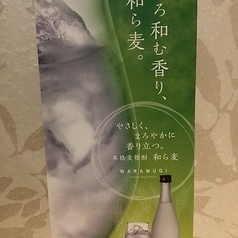 ろ和む香り、
和ら麦。
やさしく、
まろやかに
香り立つ。
本格麦焼酎 和ら麦
WARAMUGI